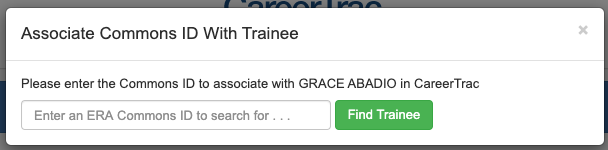 CareerTrac
Associate Commons ID With Trainee
×
Please enter the Commons ID to associate with GRACE ABADIO in CareerTrac
Enter an ERA Commons ID to search for . . .
Find Trainee